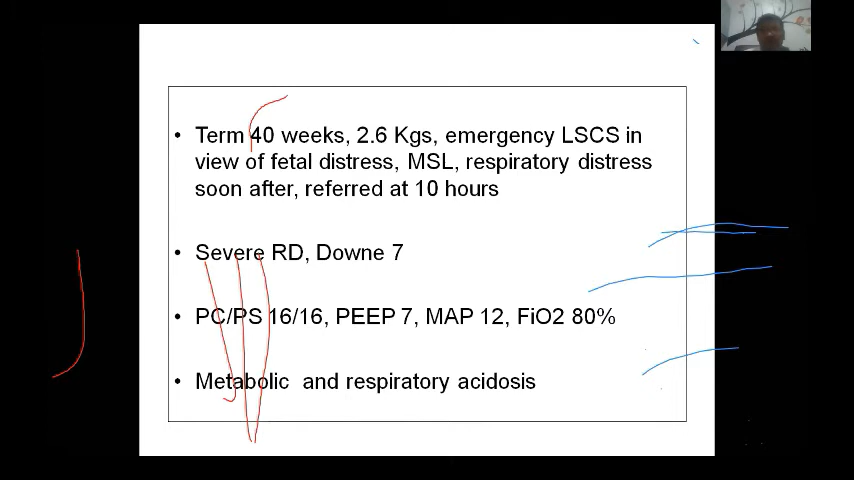 • Term 40 weeks, 2.6 Kgs, emergency LSCS in
view of fetal distress, MSL, respiratory distress
soon after, referred at 10 hours
• Severe RD, Downe 7
• PC/PS 16/16, PEEP 7, MAP 12, FiO2 80%
• Metabolic  and respiratory acidosis